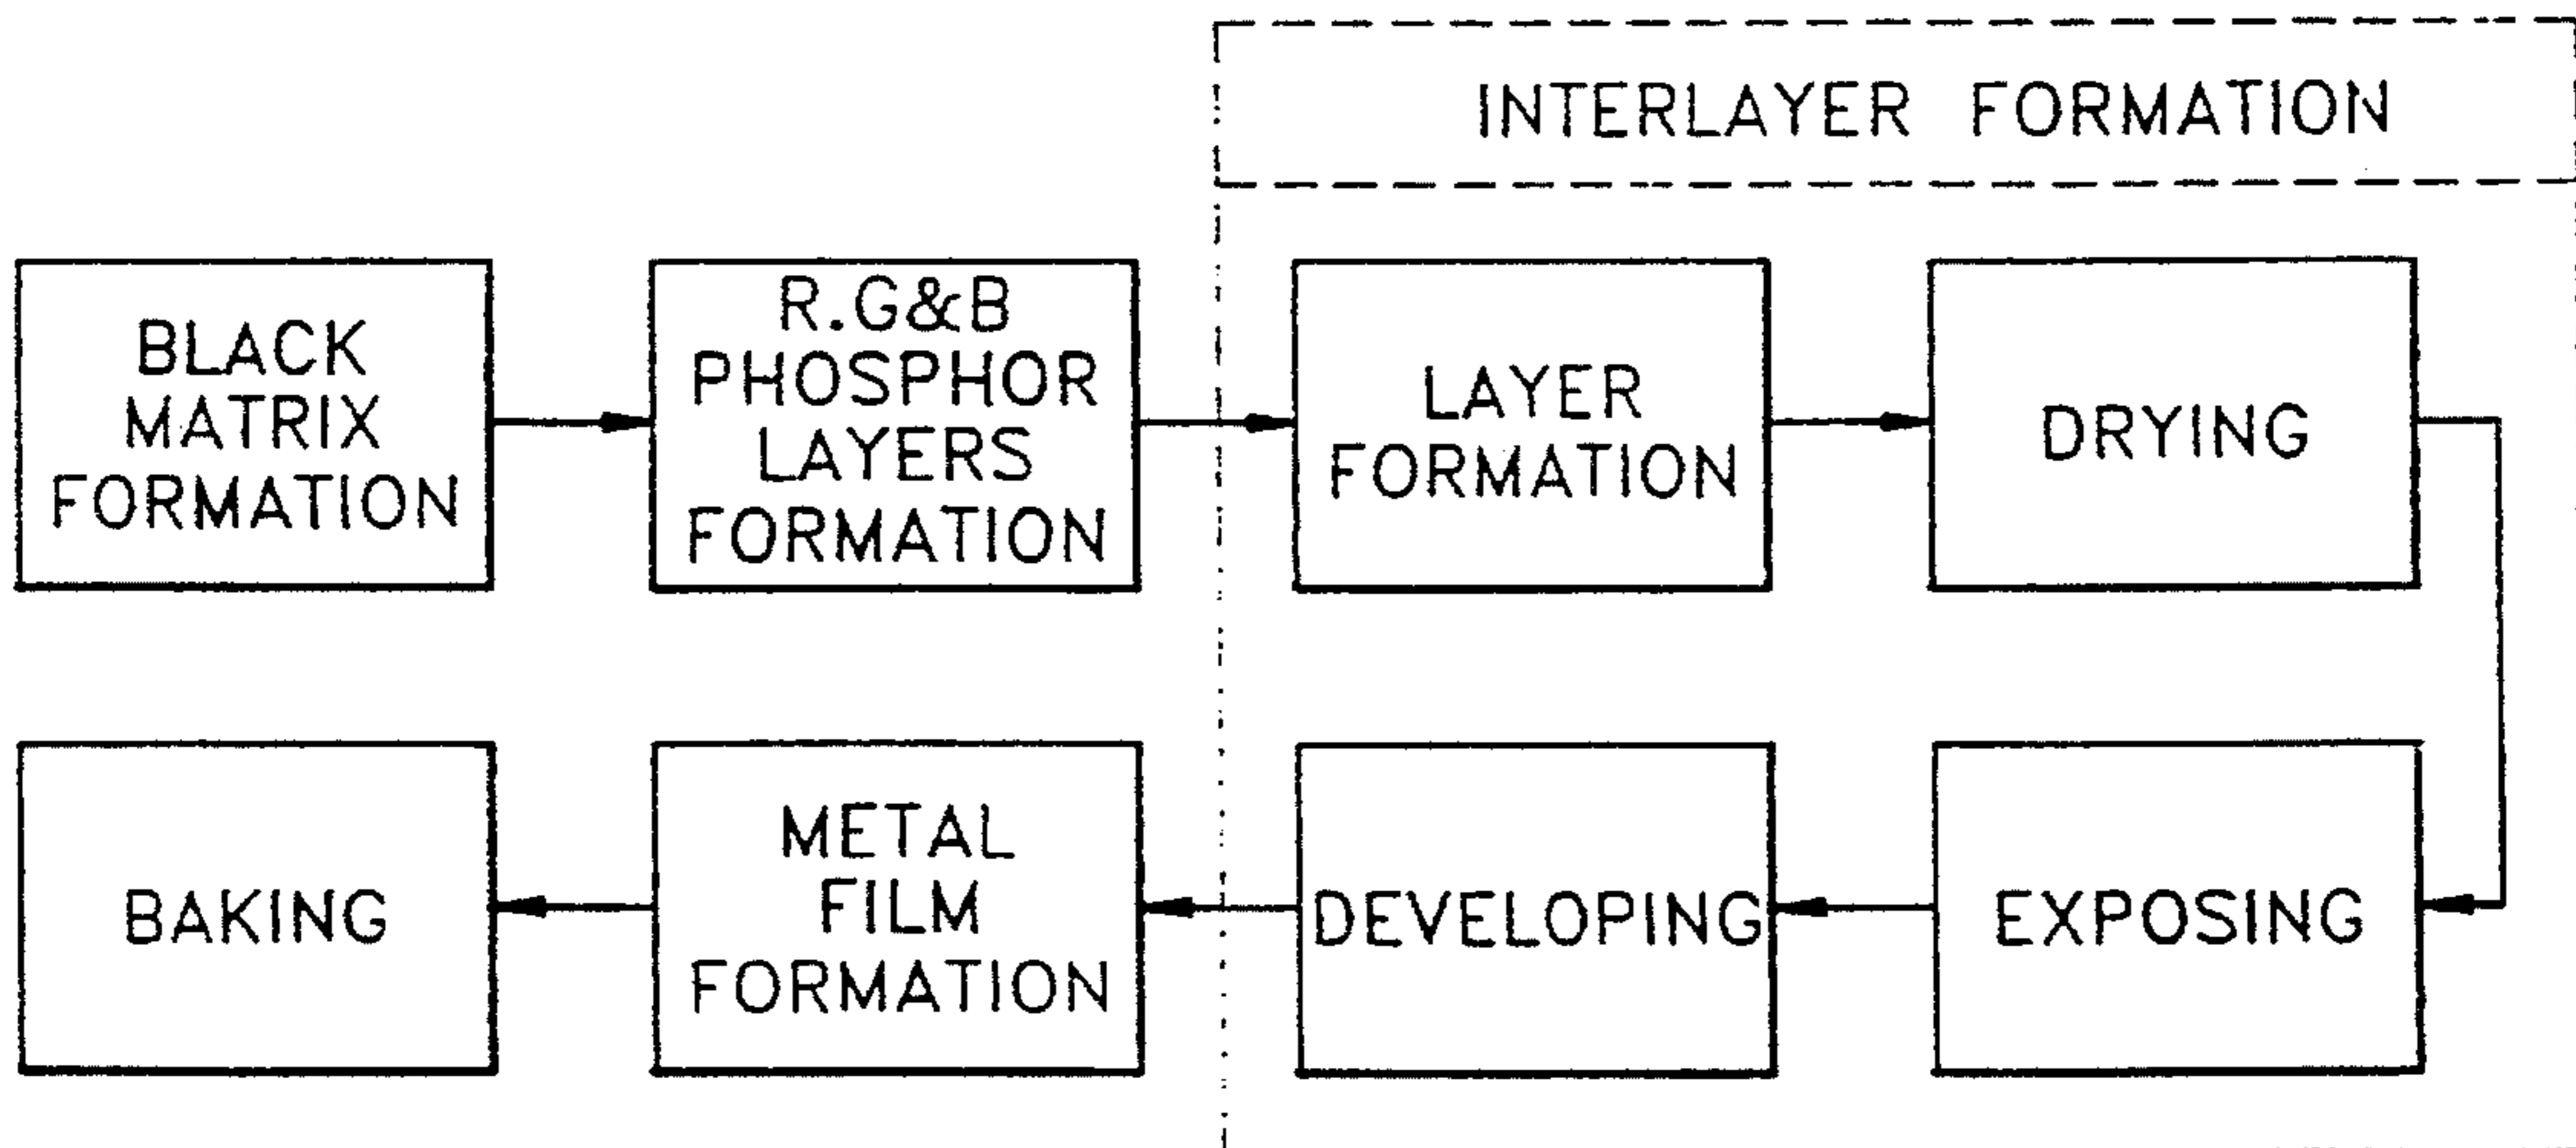 INTERLAYER FORMATION
BLACK
MATRIX
FORMATION
R.G&B
PHOSPHOR
LAYERS
FORMATION
LAYER
FORMATION
DRYING
EXPOSING
DEVELOPING
METAL
FILM
FORMATION
BAKING